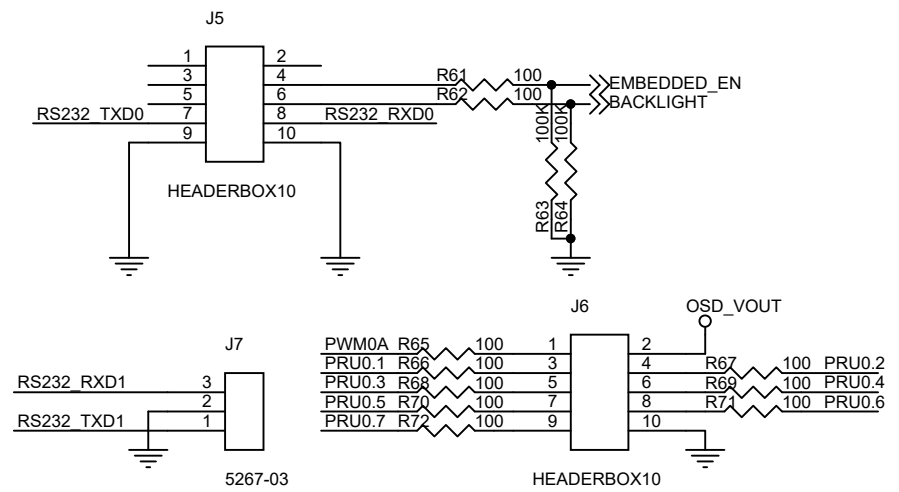 J5
1 2
3 4 R61 100 EMBEDDED_EN
5 6 R62 100 BACKLIGHT
RS232_TXD0 7 8 RS232_RXD0
9 10
100K 100K
HEADERBOX10
R63 R64
J6 OSD_VOUT
PWM0A R65 100 1 2
PRU0.1 R66 100 3 4 R67 100 PRU0.2
PRU0.3 R68 100 5 6 R69 100 PRU0.4
PRU0.5 R70 100 7 8 R71 100 PRU0.6
PRU0.7 R72 100 9 10
HEADERBOX10
J7
RS232_RXD1 3
2
RS232_TXD1 1
5267-03